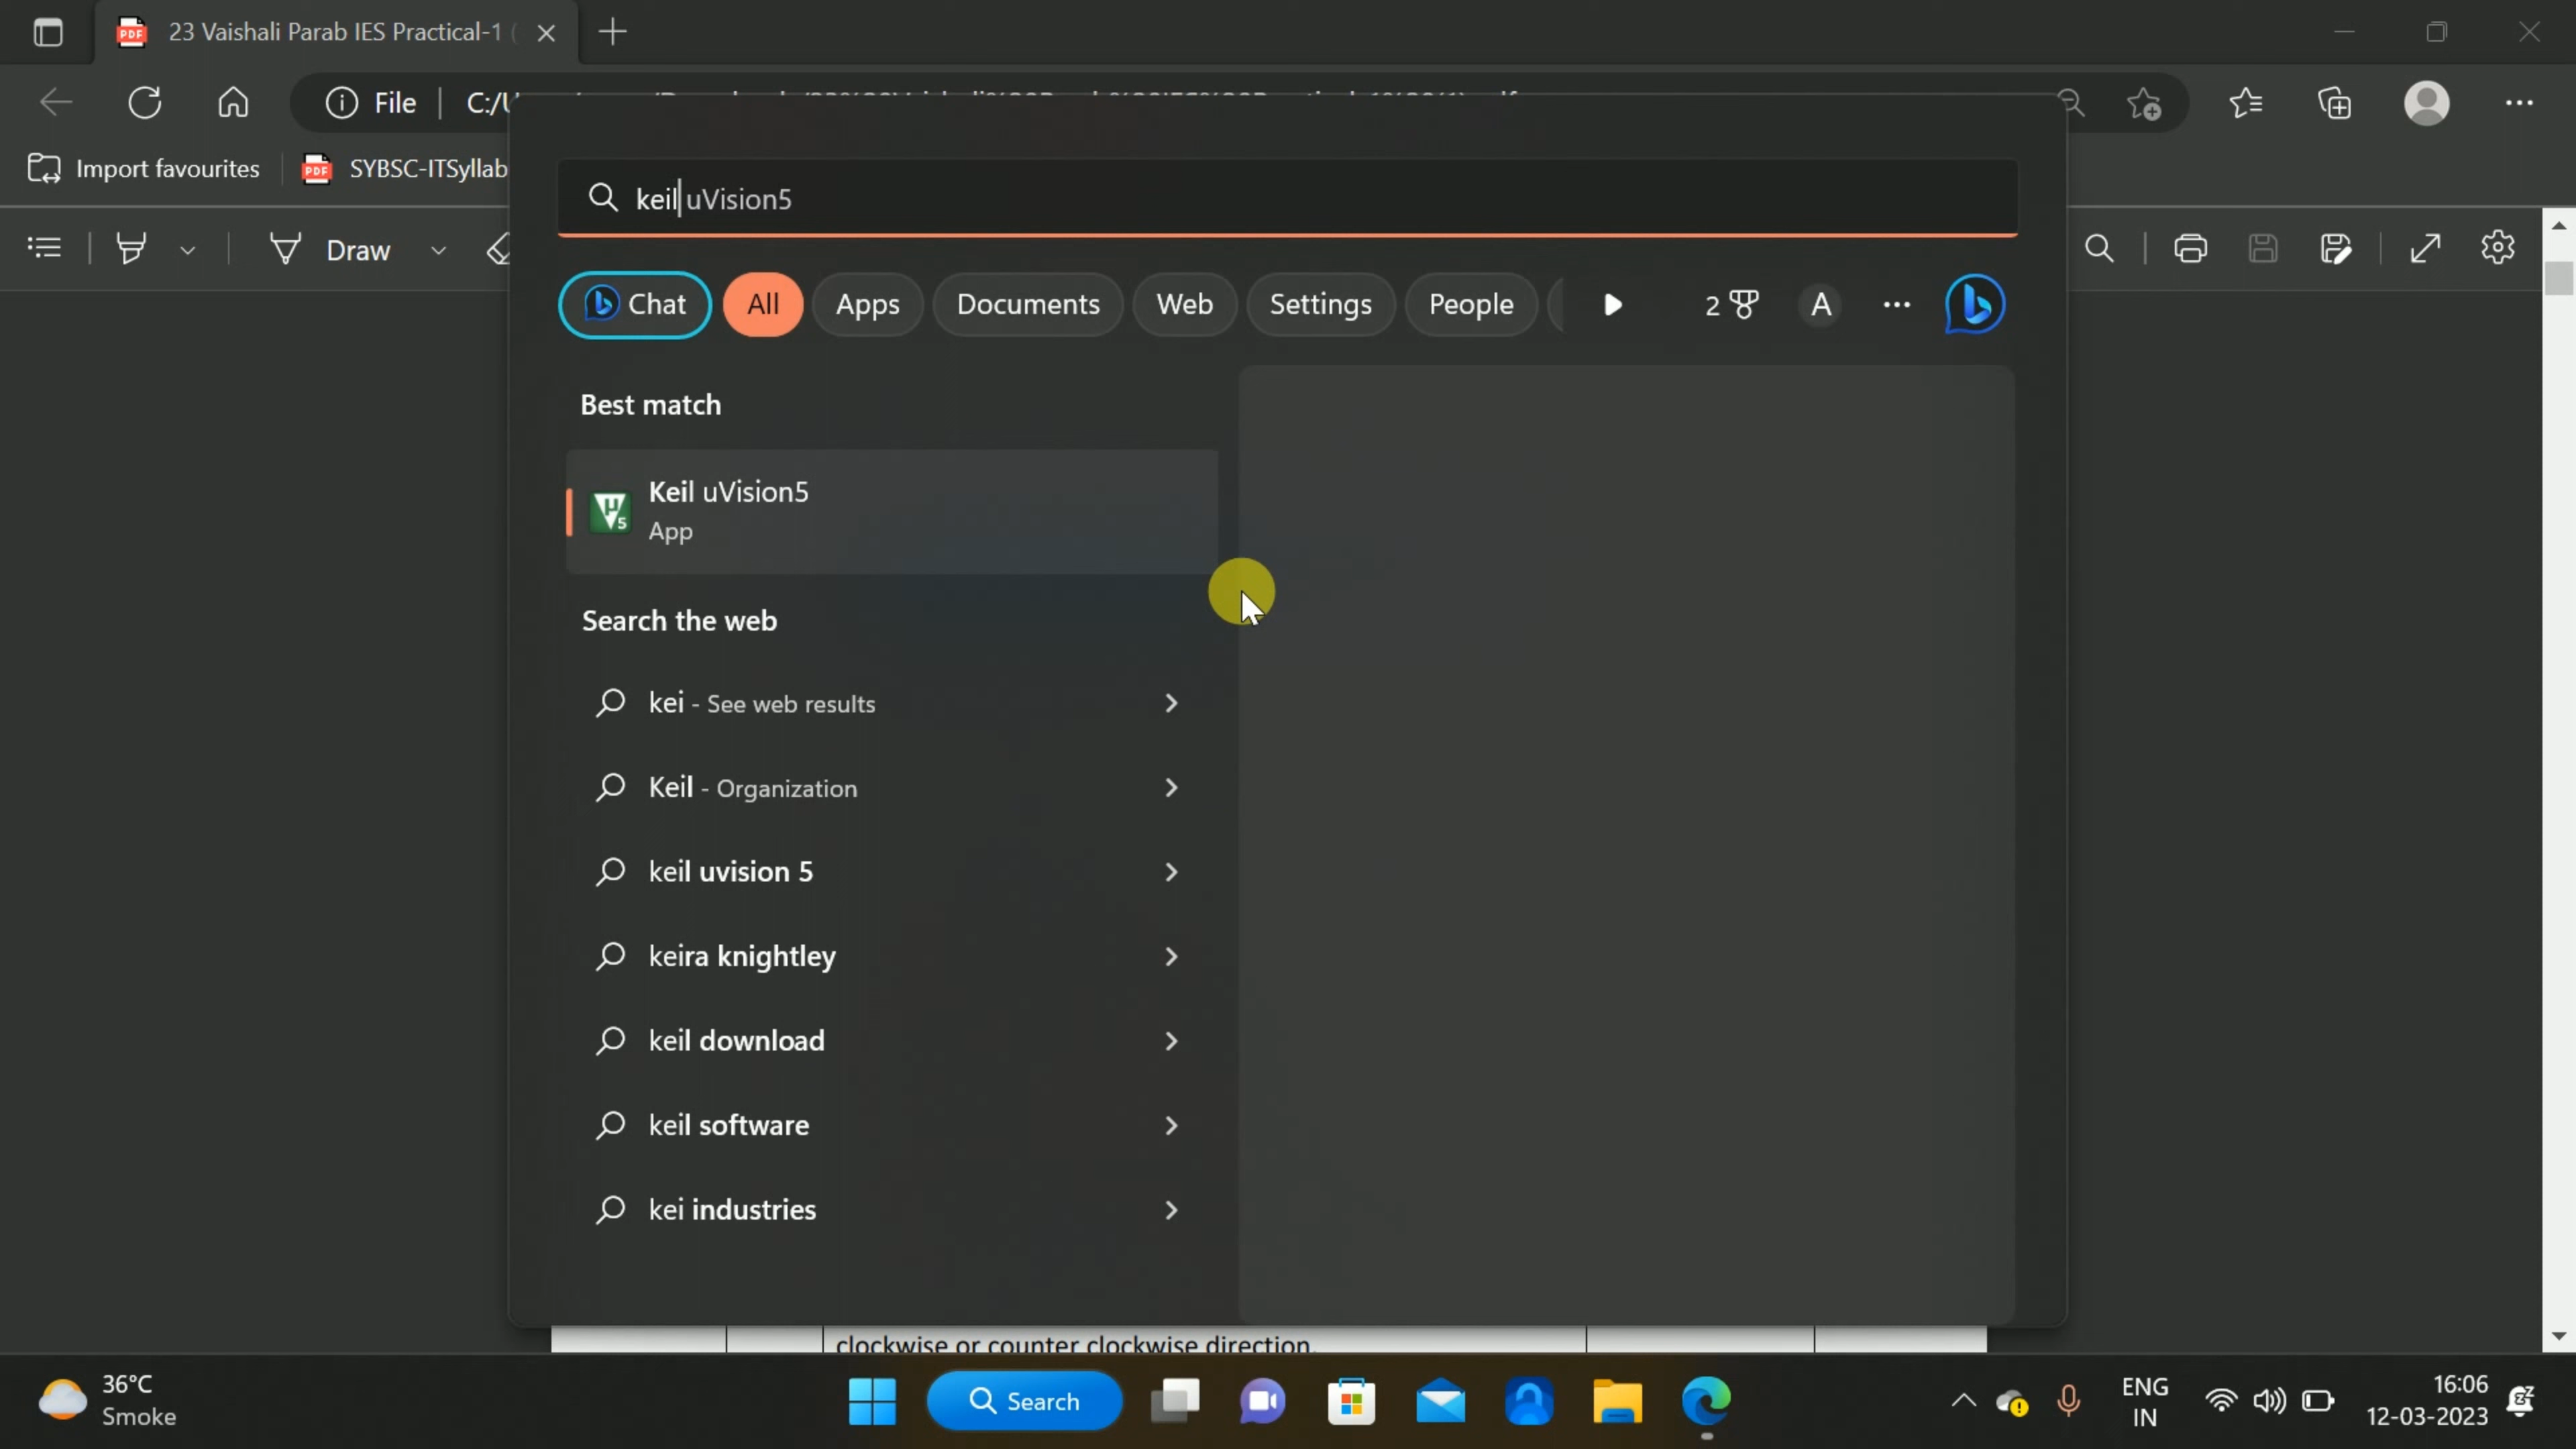 23 Vaishali Parab IES Practical-1 (
File
C:/U
Import favourites
SYBSC-ITSyllab
Draw
keil uVision5
Chat
All
Apps
Documents
Web
Settings
People
2
A
Best match
Keil uVision5
App
Search the web
kei - See web results
Keil - Organization
keil uvision 5
keira knightley
keil download
keil software
kei industries
clockwise or counter clockwise direction.
36°C
Smoke
Search
ENG
IN
16:06
12-03-2023